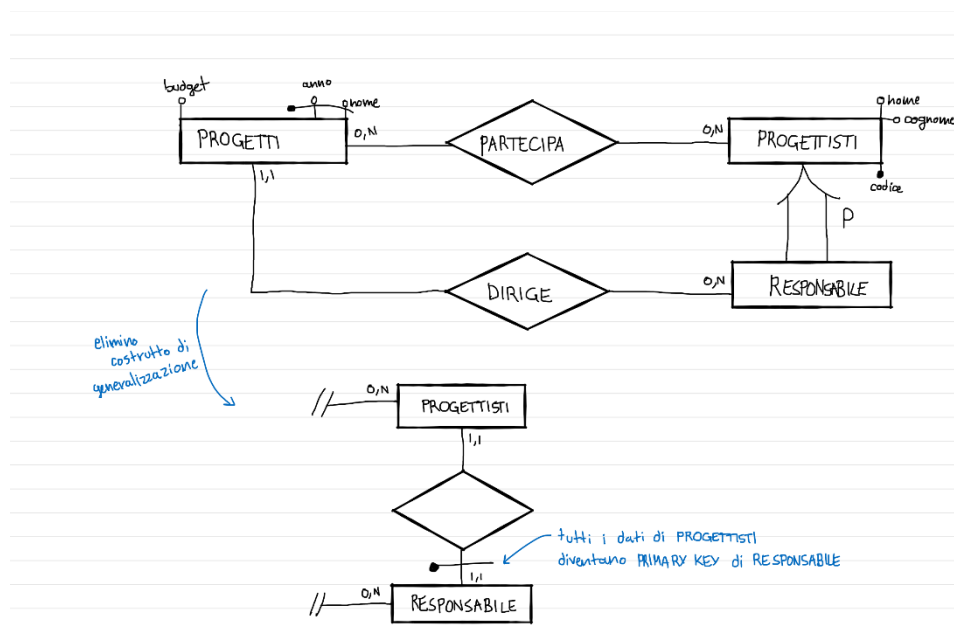 budget
anno
nome
nome
cognome
PROGETTI
0,N
PARTECIPA
0,N
PROGETTISTI
1,1
codice
P
DIRIGE
0,N
RESPONSABILE
elimino
costrutto di
generalizzazione
0,N
PROGETTISTI
1,1
tutti i dati di PROGETTISTI
diventano PRIMARY KEY di RESPONSABILE
1,1
0,N
RESPONSABILE